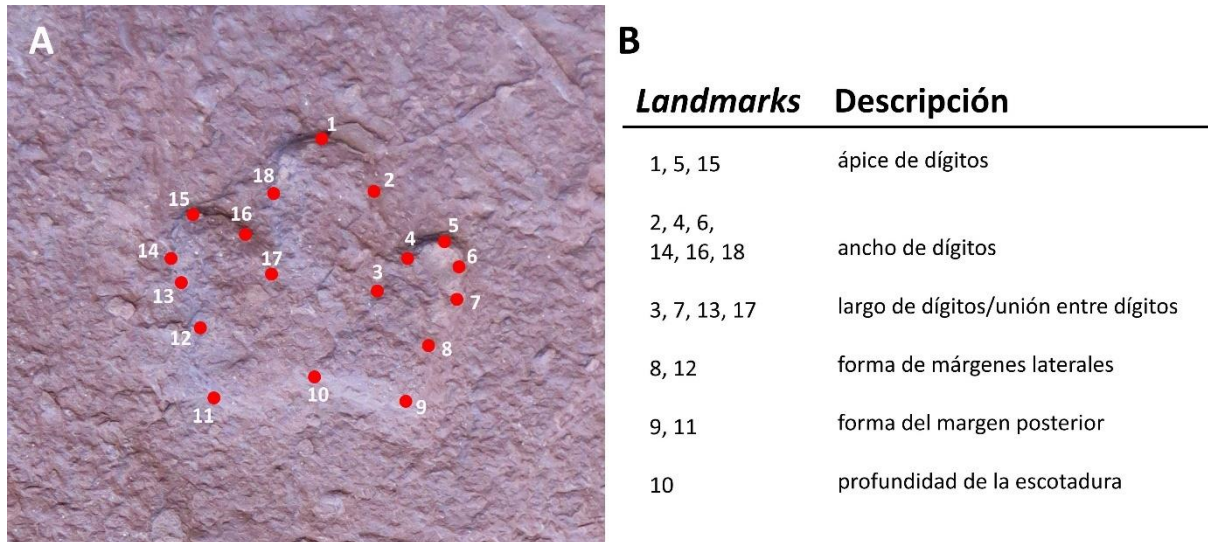 A
1
2
18
15
16
5
4
14
6
17
3
13
7
12
8
10
11
9
B
Landmarks Descripción
1, 5, 15 ápice de dígitos
2, 4, 6,
14, 16, 18 ancho de dígitos
3, 7, 13, 17 largo de dígitos/unión entre dígitos
8, 12 forma de márgenes laterales
9, 11 forma del margen posterior
10 profundidad de la escotadura